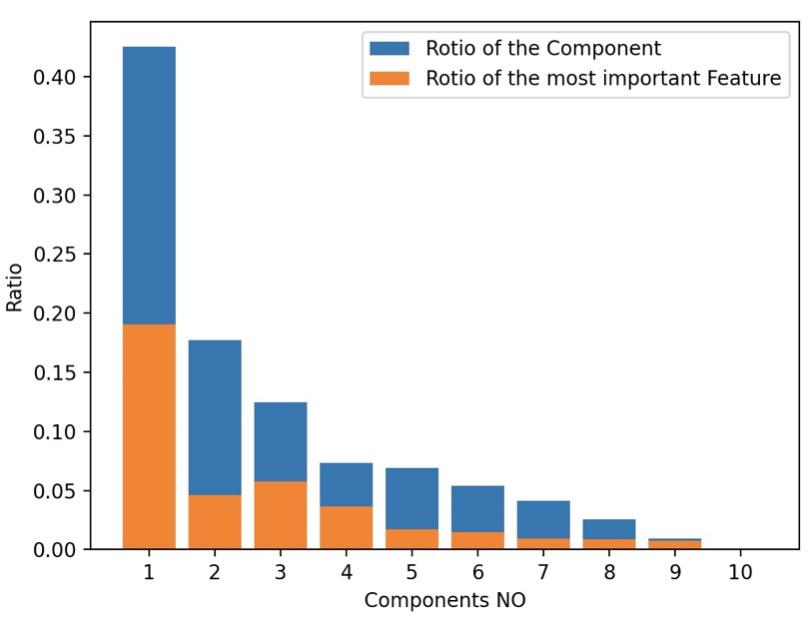 Rotio of the Component
Rotio of the most important Feature
0.40
0.35
0.30
0.25
0.20
0.15
0.10
0.05
0.00
Ratio
1 2 3 4 5 6 7 8 9 10
Components NO